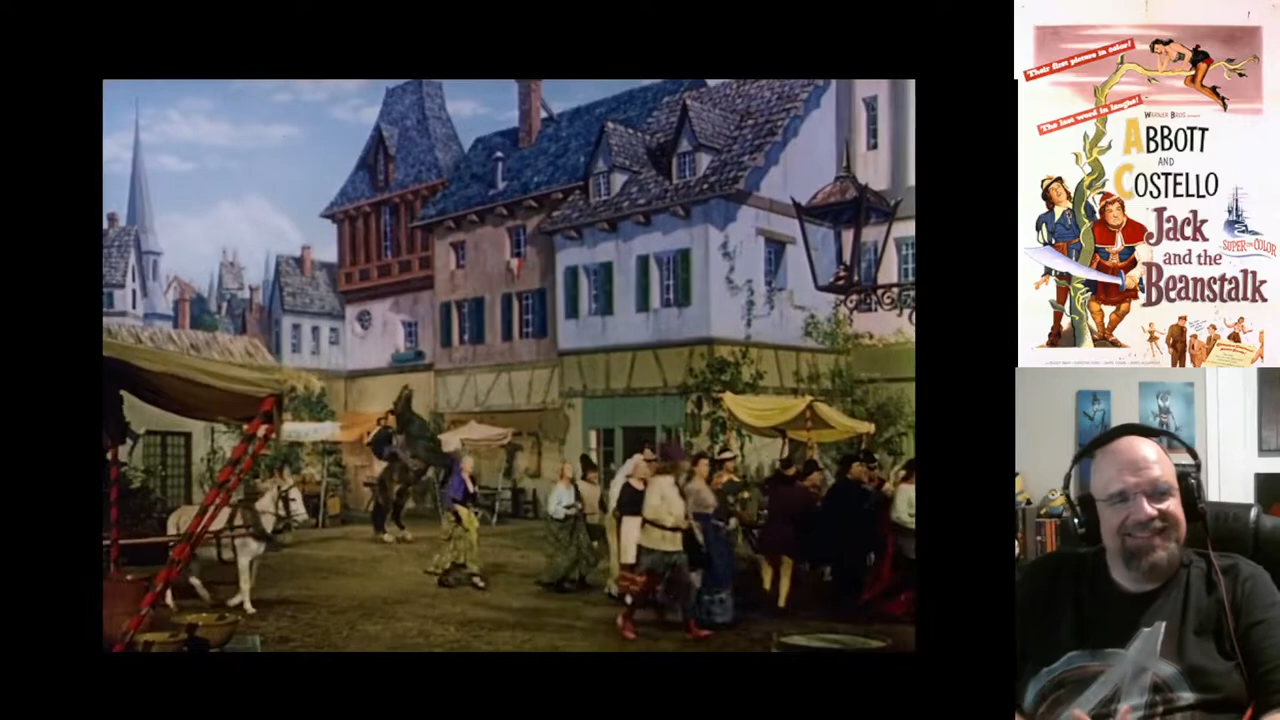 Their first picture in color!
The last word in laughs!
WARNER BROS. present
ABBOTT
AND
COSTELLO
Jack
SUPER CINECOLOR
and the
Beanstalk